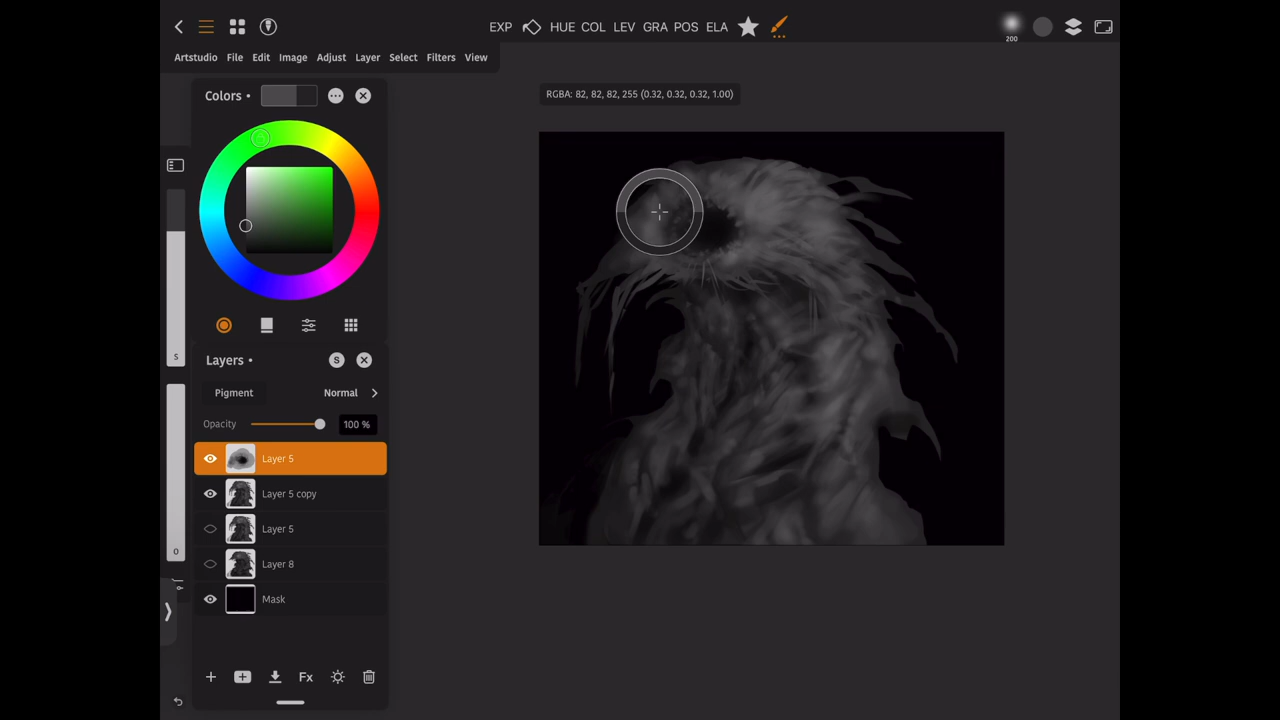 EXP HUE COL LEV GRA POS ELA
200
Artstudio File Edit Image Adjust Layer Select Filters View
Colors •
RGBA: 82, 82, 82, 255 (0.32, 0.32, 0.32, 1.00)
S
Layers •
S
Pigment Normal
Opacity 100 %
Layer 5
Layer 5 copy
Layer 5
O
Layer 8
Mask
Fx